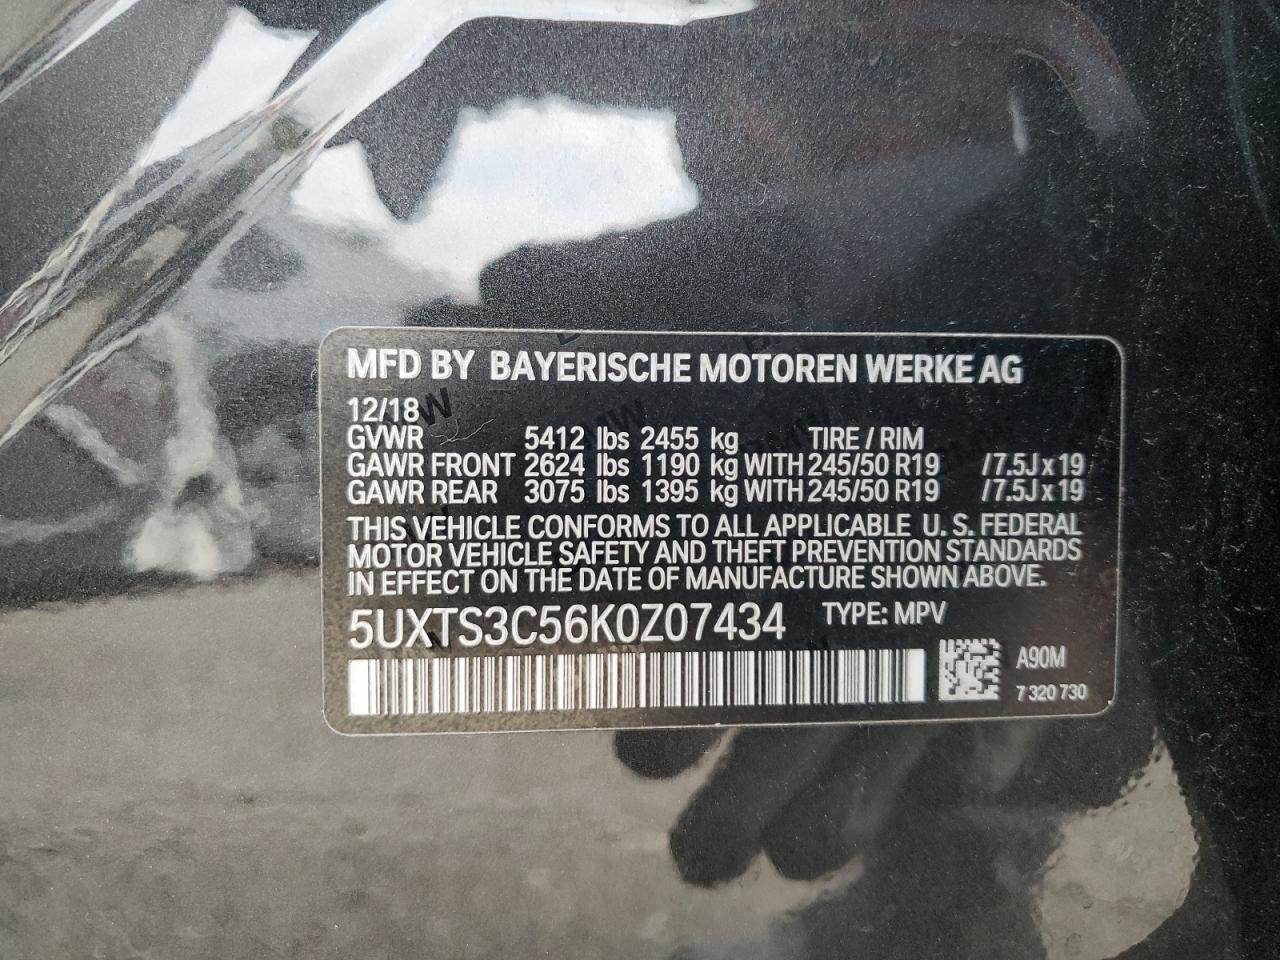 MFD BY BAYERISCHE MOTOREN WERKE AG
12/18
GVWR 5412 lbs 2455 kg TIRE / RIM
GAWR FRONT 2624 lbs 1190 kg WITH 245/50 R19 /7.5J x 19
GAWR REAR 3075 lbs 1395 kg WITH 245/50 R19 /7.5J x 19
THIS VEHICLE CONFORMS TO ALL APPLICABLE U. S. FEDERAL
MOTOR VEHICLE SAFETY AND THEFT PREVENTION STANDARDS
IN EFFECT ON THE DATE OF MANUFACTURE SHOWN ABOVE.
5UXTS3C56K0Z07434 TYPE: MPV
A90M
7 320 730